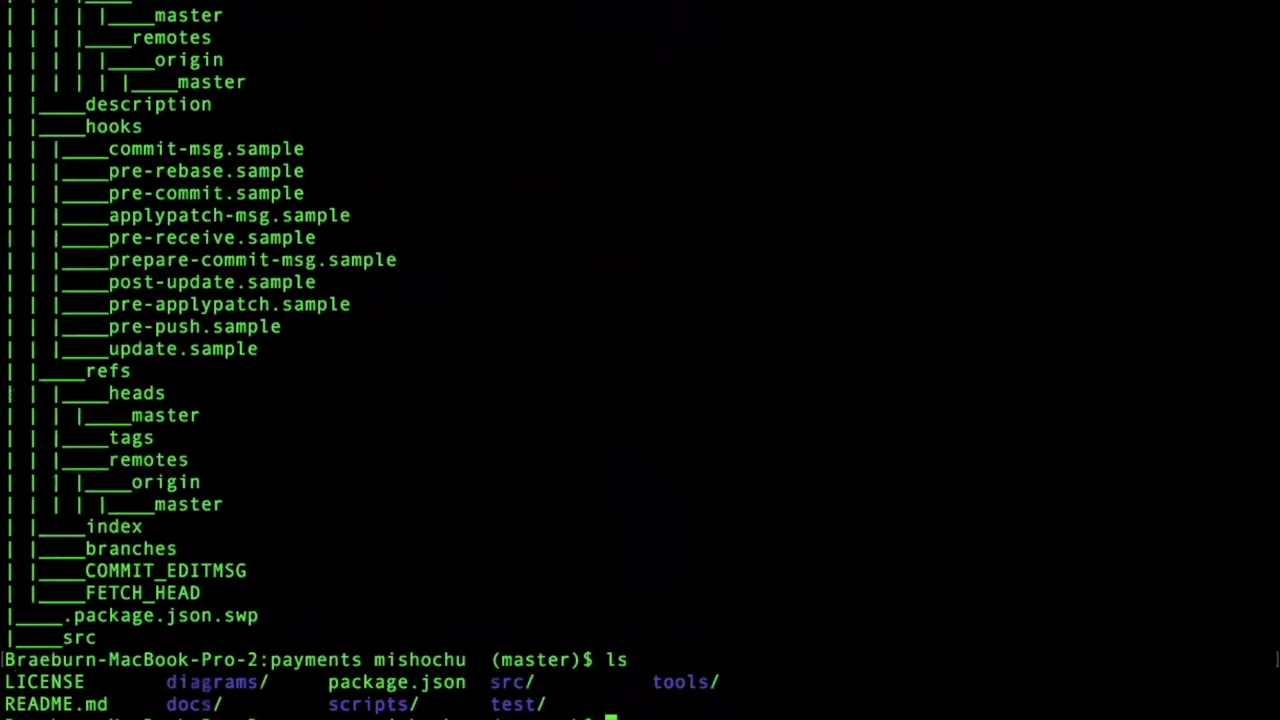 | | | | |____master
| | | |____remotes
| | | | |____origin
| | | | | |____master
| |____description
| |____hooks
| | |____commit-msg.sample
| | |____pre-rebase.sample
| | |____pre-commit.sample
| | |____applypatch-msg.sample
| | |____pre-receive.sample
| | |____prepare-commit-msg.sample
| | |____post-update.sample
| | |____pre-applypatch.sample
| | |____pre-push.sample
| | |____update.sample
| |____refs
| | |____heads
| | | |____master
| | |____tags
| | |____remotes
| | | |____origin
| | | | |____master
| |____index
| |____branches
| |____COMMIT_EDITMSG
| |____FETCH_HEAD
|____.package.json.swp
|____src
Braeburn-MacBook-Pro-2:payments mishochu  (master)$ ls
LICENSE diagrams/ package.json src/ tools/
README.md docs/ scripts/ test/